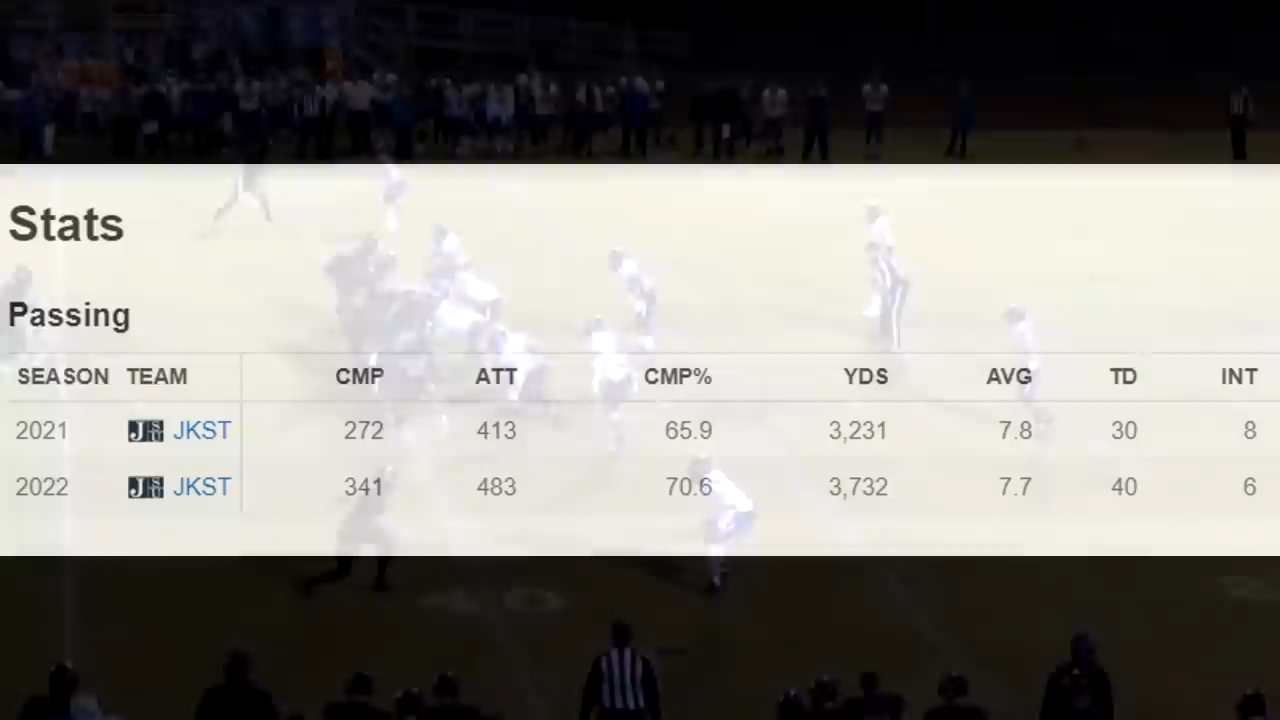 Stats
Passing
SEASON TEAM CMP ATT CMP% YDS AVG TD INT
2021 JKST 272 413 65.9 3,231 7.8 30 8
2022 JKST 341 483 70.6 3,732 7.7 40 6